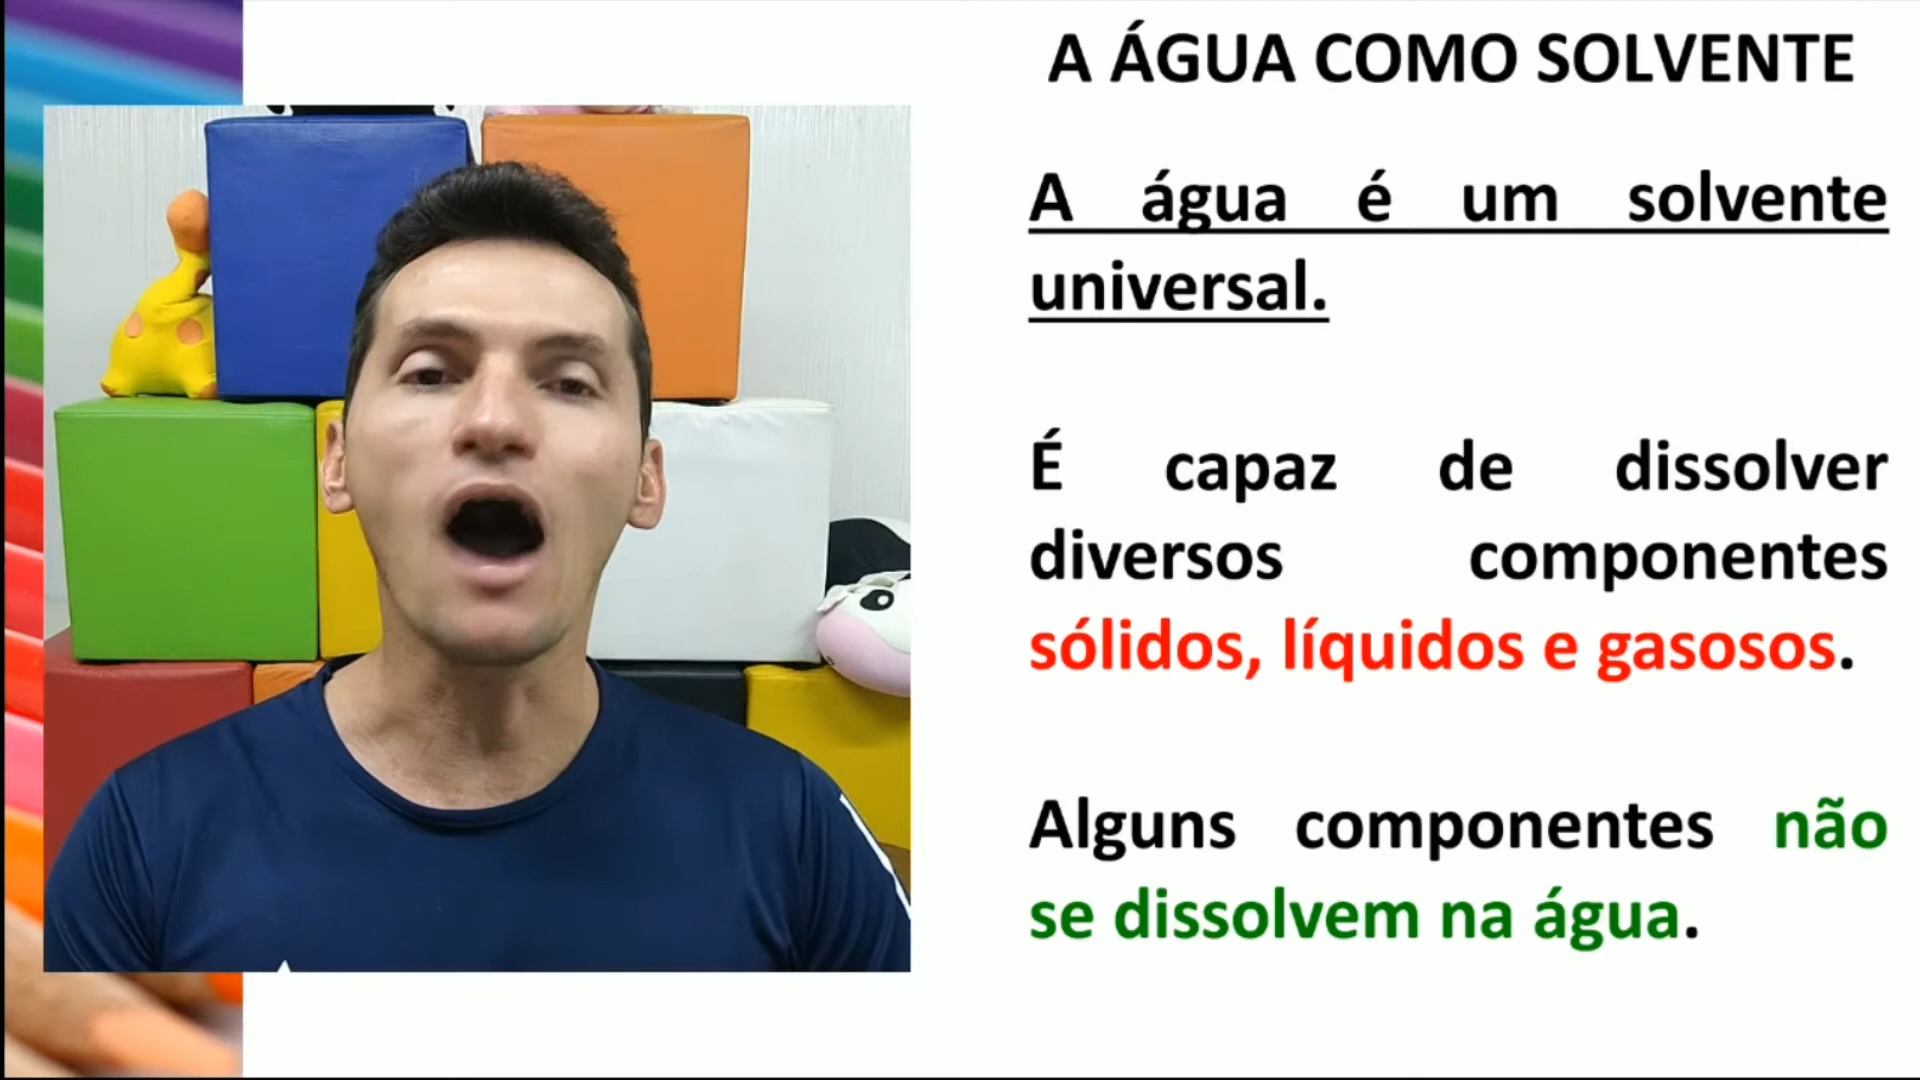 A ÁGUA COMO SOLVENTE
A água é um solvente
universal.
É capaz de dissolver
diversos componentes
sólidos, líquidos e gasosos.
Alguns componentes não
se dissolvem na água.